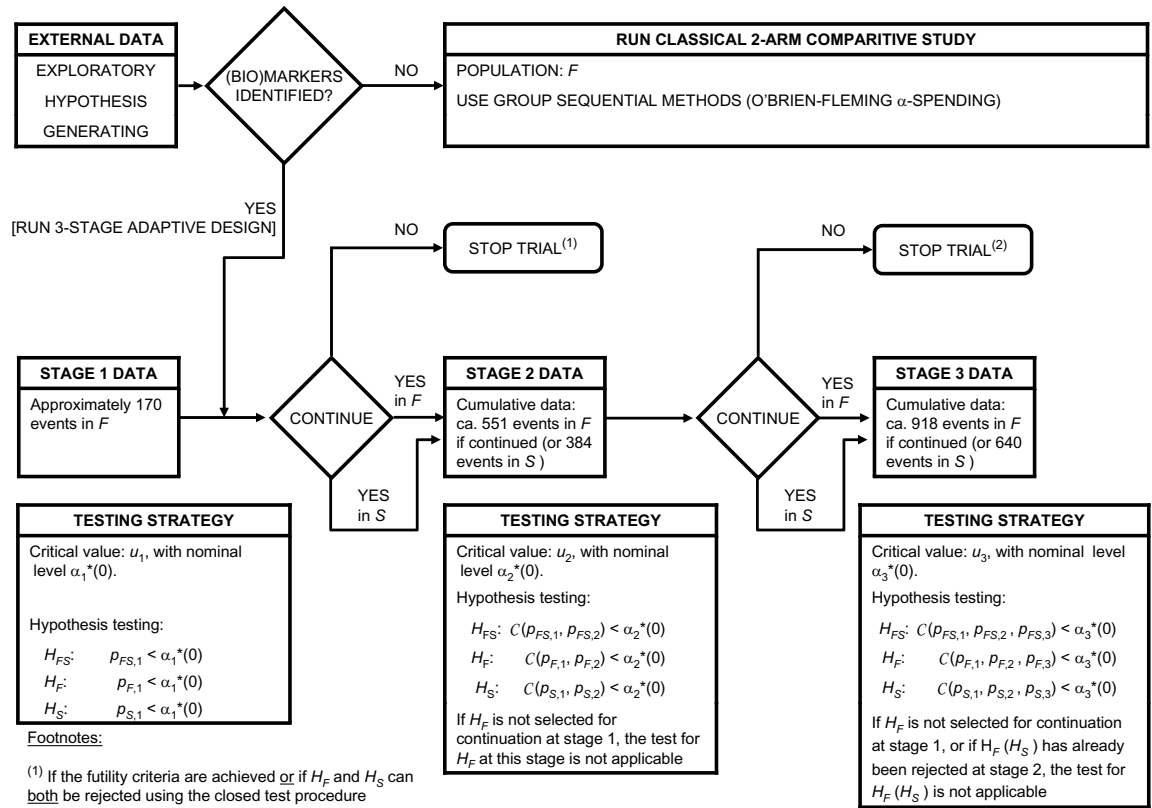 EXTERNAL DATA
EXPLORATORY
HYPOTHESIS
GENERATING
(BIO)MARKERS
IDENTIFIED?
NO
RUN CLASSICAL 2-ARM COMPARITIVE STUDY
POPULATION: F
USE GROUP SEQUENTIAL METHODS (O'BRIEN-FLEMING α-SPENDING)
YES
[RUN 3-STAGE ADAPTIVE DESIGN]
NO
STOP TRIAL(1)
NO
STOP TRIAL(2)
STAGE 1 DATA
Approximately 170
events in F
CONTINUE
YES
in F
YES
in S
STAGE 2 DATA
Cumulative data:
ca. 551 events in F
if continued (or 384
events in S )
CONTINUE
YES
in F
YES
in S
STAGE 3 DATA
Cumulative data:
ca. 918 events in F
if continued (or 640
events in S )
TESTING STRATEGY
Critical value: u1, with nominal
level α1*(0).
Hypothesis testing:
HFS: pFS,1 < α1*(0)
HF: pF,1 < α1*(0)
HS: pS,1 < α1*(0)
TESTING STRATEGY
Critical value: u2, with nominal
level α2*(0).
Hypothesis testing:
HFS: C(pFS,1, pFS,2) < α2*(0)
HF: C(pF,1, pF,2) < α2*(0)
HS: C(pS,1, pS,2) < α2*(0)
If HF is not selected for
continuation at stage 1, the test for
HF at this stage is not applicable
TESTING STRATEGY
Critical value: u3, with nominal level
α3*(0).
Hypothesis testing:
HFS: C(pFS,1, pFS,2 , pFS,3) < α3*(0)
HF: C(pF,1, pF,2 , pF,3) < α3*(0)
HS: C(pS,1, pS,2 , pS,3) < α3*(0)
If HF is not selected for continuation
at stage 1, or if HF (HS ) has already
been rejected at stage 2, the test for
HF (HS ) is not applicable
Footnotes:
(1) If the futility criteria are achieved or if HF and HS can
both be rejected using the closed test procedure